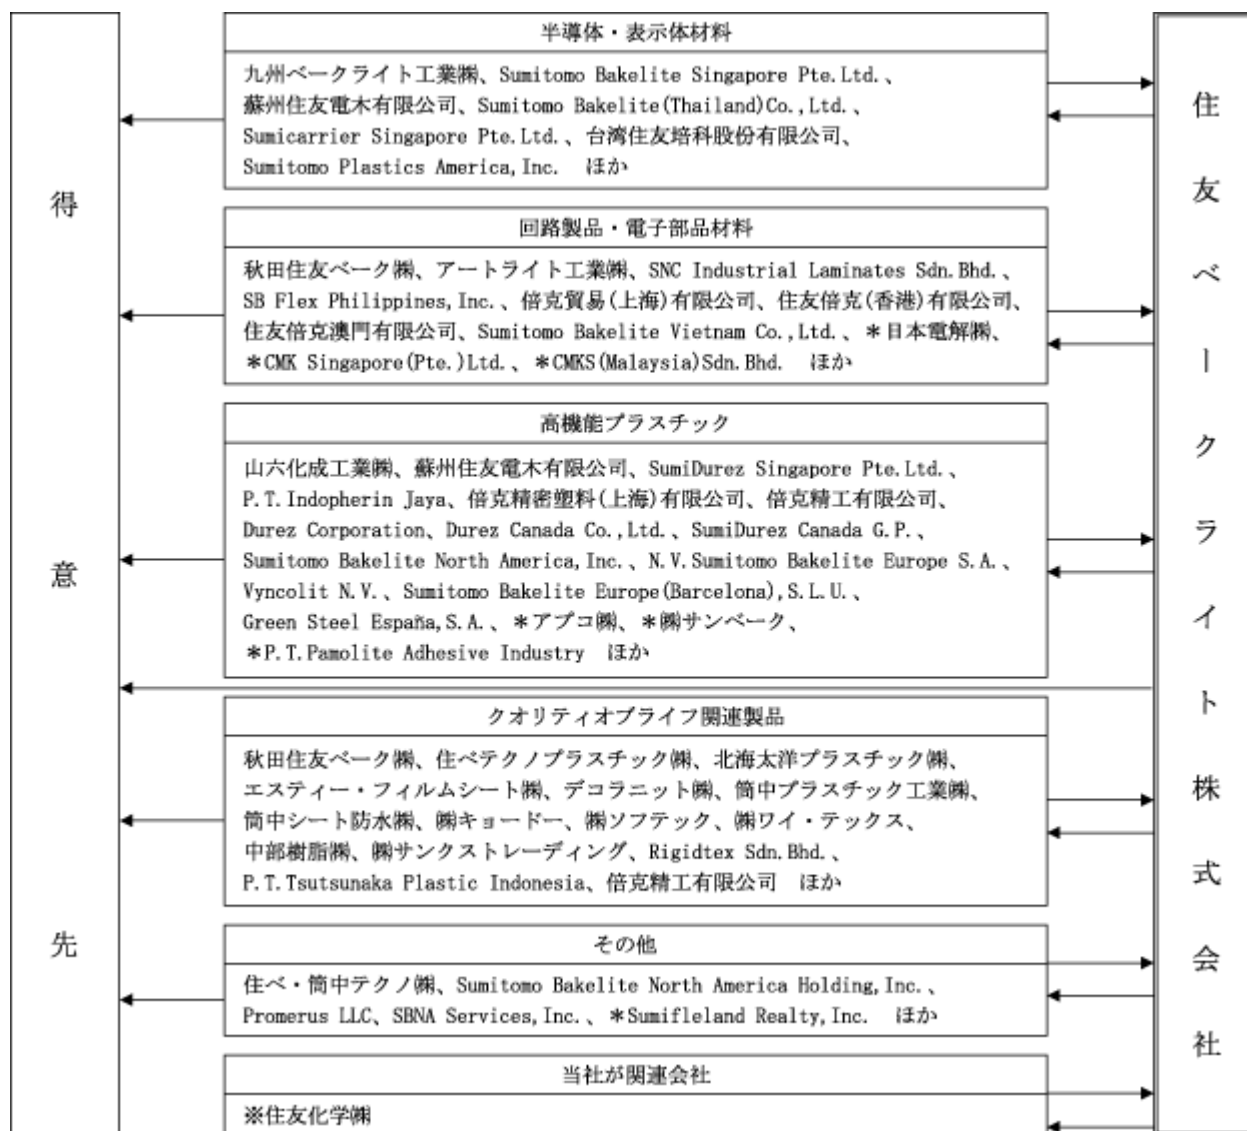 得意先
半導体・表示体材料
九州ベークライト工業㈱、Sumitomo Bakelite Singapore Pte.Ltd.、
蘇州住友電木有限公司、Sumitomo Bakelite(Thailand)Co.,Ltd.、
Sumicarrier Singapore Pte.Ltd.、台湾住友培科股份有限公司、
Sumitomo Plastics America,Inc. ほか
回路製品・電子部品材料
秋田住友ベーク㈱、アートライト工業㈱、SNC Industrial Laminates Sdn.Bhd.、
SB Flex Philippines,Inc.、倍克貿易(上海)有限公司、住友倍克(香港)有限公司、
住友倍克澳門有限公司、Sumitomo Bakelite Vietnam Co.,Ltd.、＊日本電解㈱、
＊CMK Singapore(Pte.)Ltd.、＊CMKS(Malaysia)Sdn.Bhd. ほか
高機能プラスチック
山六化成工業㈱、蘇州住友電木有限公司、SumiDurez Singapore Pte.Ltd.、
P.T.Indopherin Jaya、倍克精密塑料(上海)有限公司、倍克精工有限公司、
Durez Corporation、Durez Canada Co.,Ltd.、SumiDurez Canada G.P.、
Sumitomo Bakelite North America,Inc.、N.V.Sumitomo Bakelite Europe S.A.、
Vyncolit N.V.、Sumitomo Bakelite Europe(Barcelona),S.L.U.、
Green Steel España,S.A.、＊アプコ㈱、＊㈱サンベーク、
＊P.T.Pamolite Adhesive Industry ほか
クオリティオブライフ関連製品
秋田住友ベーク㈱、住ベテクノプラスチック㈱、北海太洋プラスチック㈱、
エスティー・フィルムシート㈱、デコラニット㈱、筒中プラスチック工業㈱、
筒中シート防水㈱、㈱キョードー、㈱ソフテック、㈱ワイ・テックス、
中部樹脂㈱、㈱サンクストレーディング、Rigidtex Sdn.Bhd.、
P.T.Tsutsunaka Plastic Indonesia、倍克精工有限公司 ほか
その他
住ベ・筒中テクノ㈱、Sumitomo Bakelite North America Holding,Inc.、
Promerus LLC、SBNA Services,Inc.、＊Sumifleland Realty,Inc. ほか
当社が関連会社
※住友化学㈱
住友ベークライト株式会社